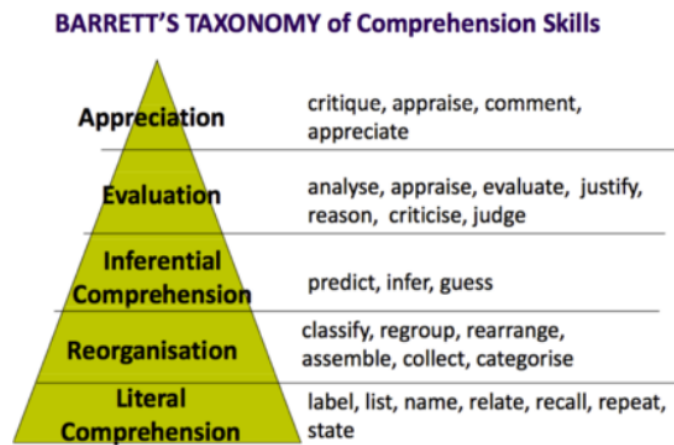 BARRETT'S TAXONOMY of Comprehension Skills
Appreciation
critique, appraise, comment,
appreciate
Evaluation
analyse, appraise, evaluate, justify,
reason, criticise, judge
Inferential
Comprehension
predict, infer, guess
Reorganisation
classify, regroup, rearrange,
assemble, collect, categorise
Literal
Comprehension
label, list, name, relate, recall, repeat,
state